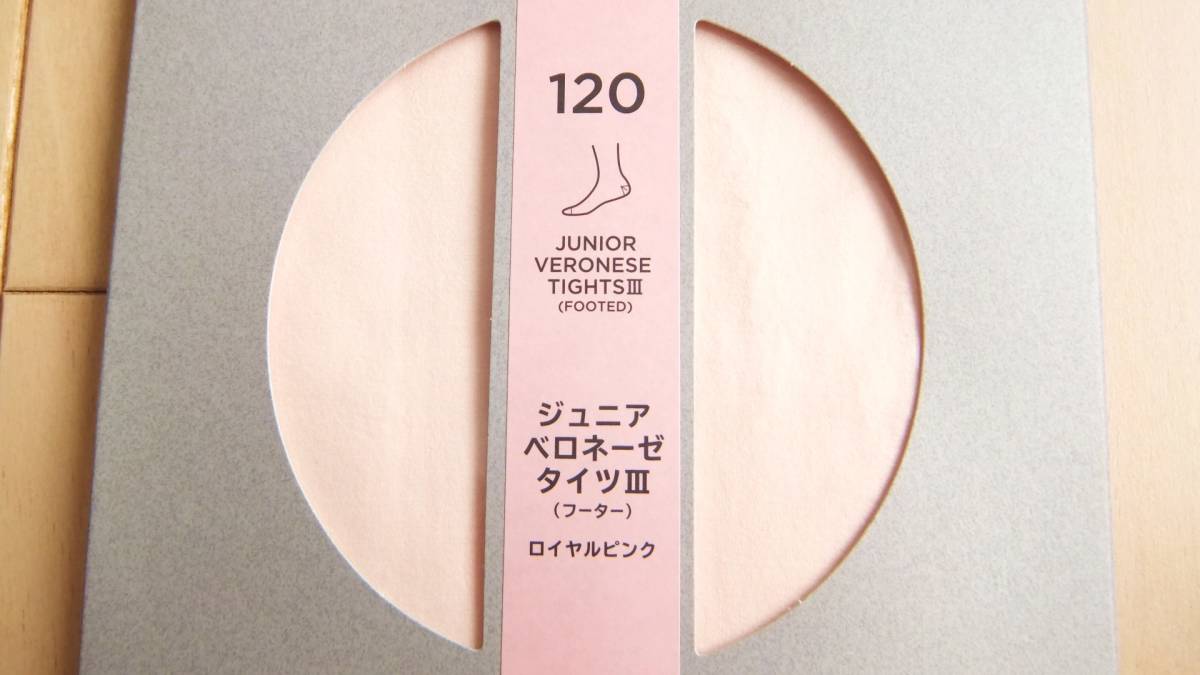 120
JUNIOR
VERONESE
TIGHTSⅢ
(FOOTED)
ジュニア
ベロネーゼ
タイツⅢ
（フーター）
ロイヤルピンク